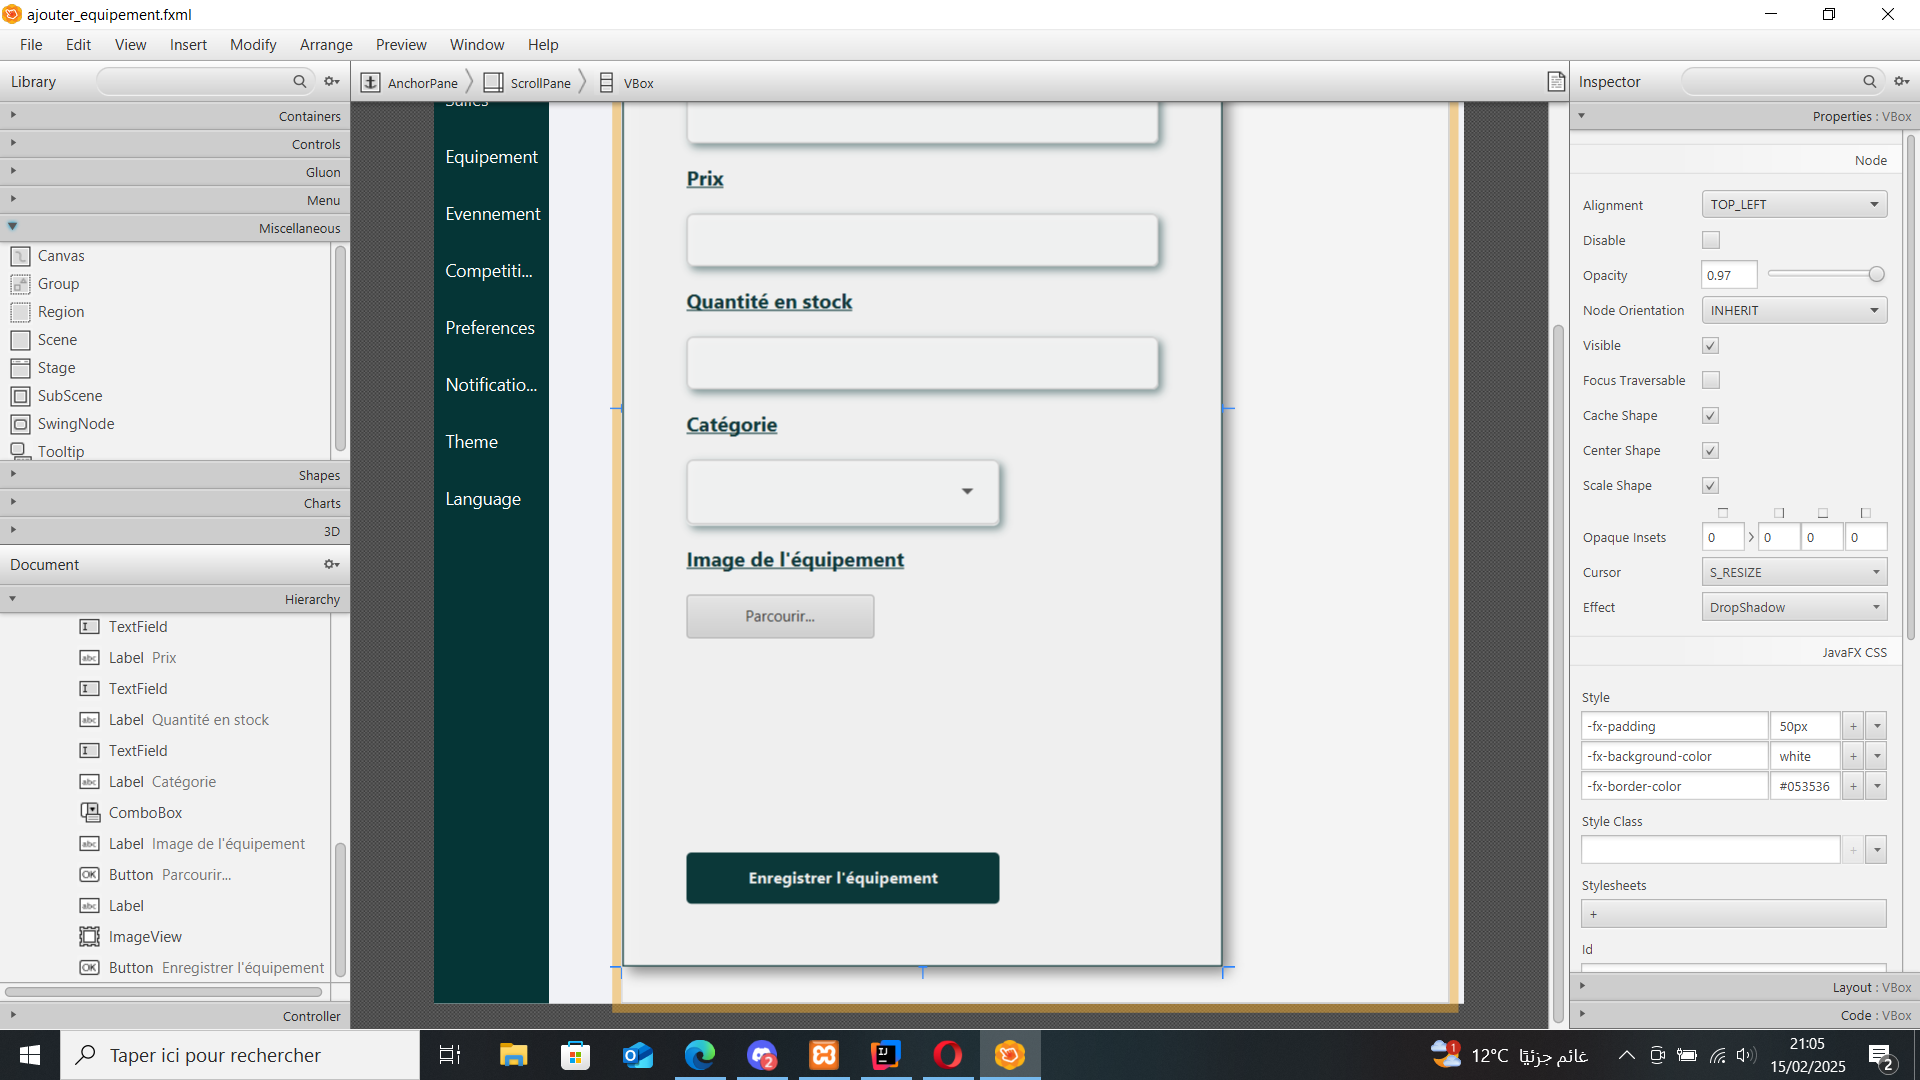 ajouter_equipement.fxml
File Edit View Insert Modify Arrange Preview Window Help
Library
Containers
Controls
Gluon
Menu
Miscellaneous
Canvas
Group
Region
Scene
Stage
SubScene
SwingNode
Tooltip
Shapes
Charts
3D
Document
Hierarchy
TextField
Label Prix
TextField
Label Quantité en stock
TextField
Label Catégorie
ComboBox
Label Image de l'équipement
Button Parcourir...
Label
ImageView
Button Enregistrer l'équipement
Controller
AnchorPane ScrollPane VBox
Salles
Equipement
Evennement
Competiti...
Preferences
Notificatio...
Theme
Language
Prix
Quantité en stock
Catégorie
Image de l'équipement
Parcourir...
Enregistrer l'équipement
Inspector
Properties : VBox
Node
Alignment TOP_LEFT
Disable
Opacity 0.97
Node Orientation INHERIT
Visible
Focus Traversable
Cache Shape
Center Shape
Scale Shape
Opaque Insets 0 0 0 0
Cursor S_RESIZE
Effect DropShadow
JavaFX CSS
Style
-fx-padding 50px
-fx-background-color white
-fx-border-color #053536
Style Class
Stylesheets
+
Id
Layout : VBox
Code : VBox
Taper ici pour rechercher
2
1
12°C غائم جزئيًا
21:05
15/02/2025
2